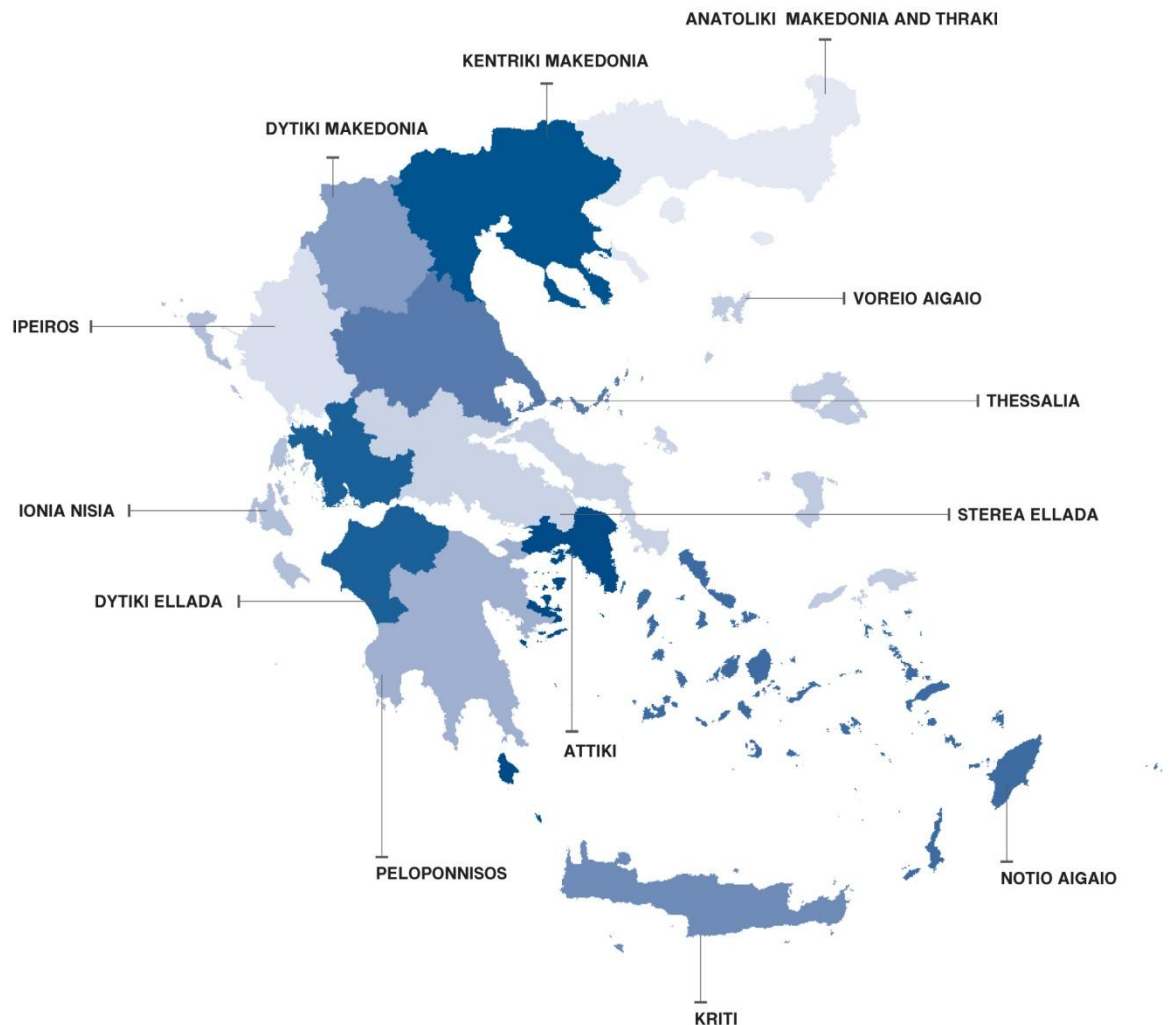 ANATOLIKI MAKEDONIA AND THRAKI
KENTRIKI MAKEDONIA
DYTIKI MAKEDONIA
VOREIO AIGAIO
IPEIROS
THESSALIA
IONIA NISIA
STEREA ELLADA
DYTIKI ELLADA
ATTIKI
PELOPONNISOS
NOTIO AIGAIO
KRITI